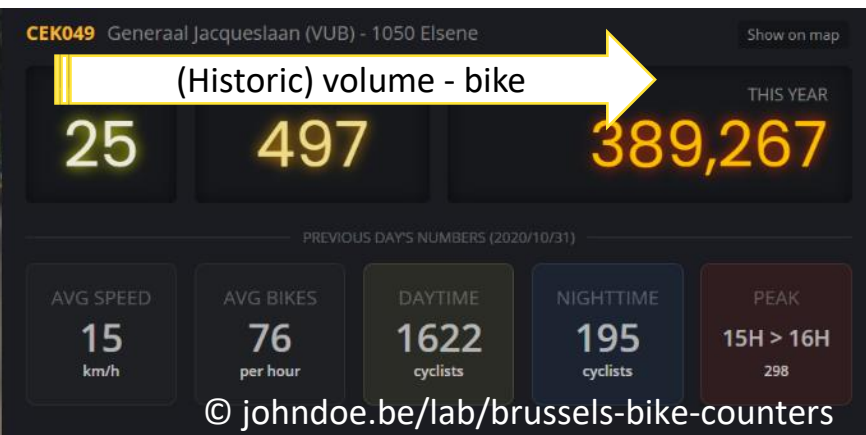 CEK049 Generaal Jacqueslaan (VUB) - 1050 Elsene
Show on map
(Historic) volume - bike
THIS YEAR
25 497 389,267
PREVIOUS DAY'S NUMBERS (2020/10/31)
AVG SPEED AVG BIKES DAYTIME NIGHTTIME PEAK
15 76 1622 195 15H > 16H
km/h per hour cyclists cyclists 298
© johndoe.be/lab/brussels-bike-counters